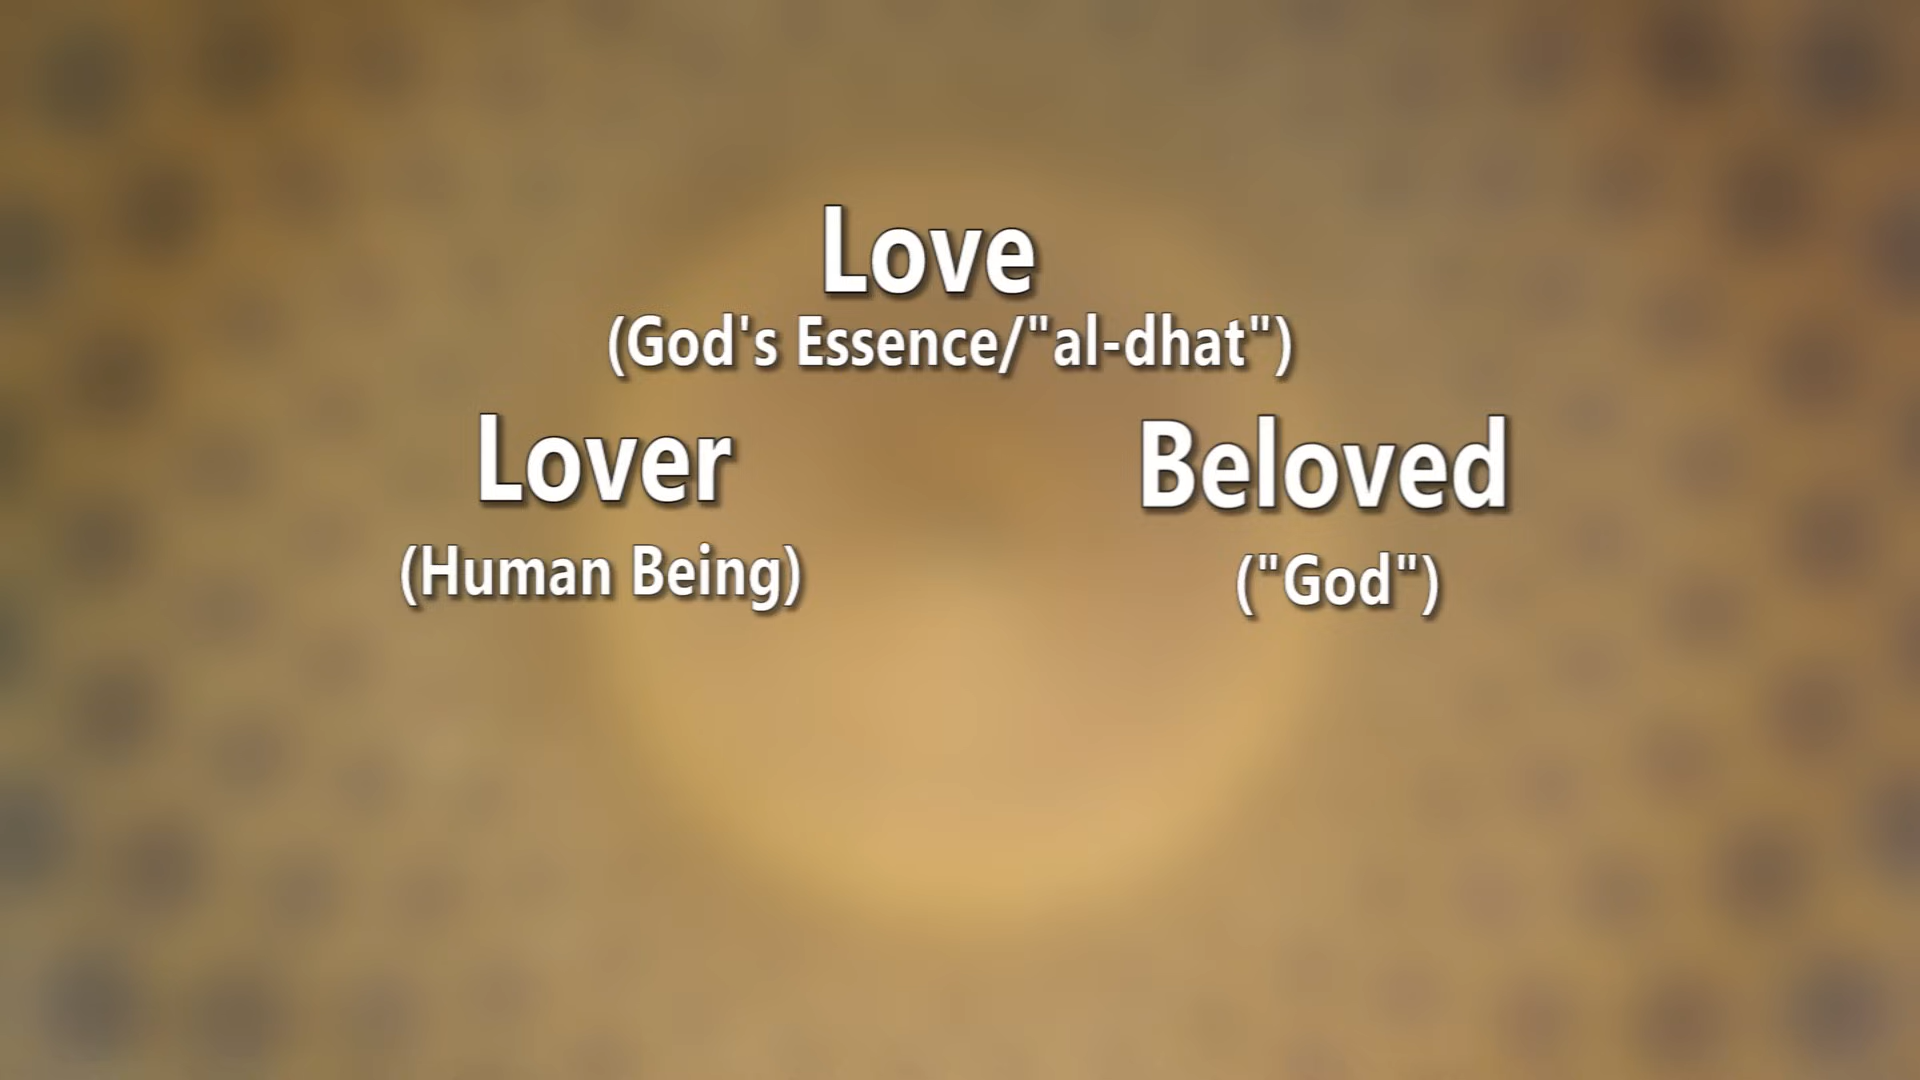 Love
(God's Essence/"al-dhat")
Lover
Beloved
(Human Being)
("God")